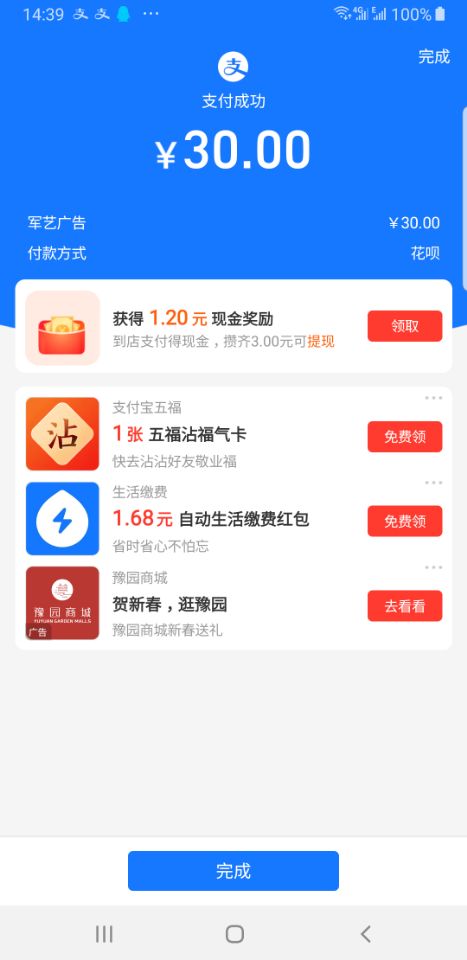 14:39 支 支 ··· 4G E 100%
完成
支
支付成功
￥30.00
军艺广告 ￥30.00
付款方式 花呗
获得 1.20 元 现金奖励
到店支付得现金，攒齐3.00元可提现
领取
支付宝五福
沾
1 张 五福沾福气卡
快去沾沾好友敬业福
免费领
生活缴费
1.68 元 自动生活缴费红包
省时省心不怕忘
免费领
豫园商城
豫园商城
YUYUAN GARDEN MALLS
广告
贺新春，逛豫园
豫园商城新春送礼
去看看
完成